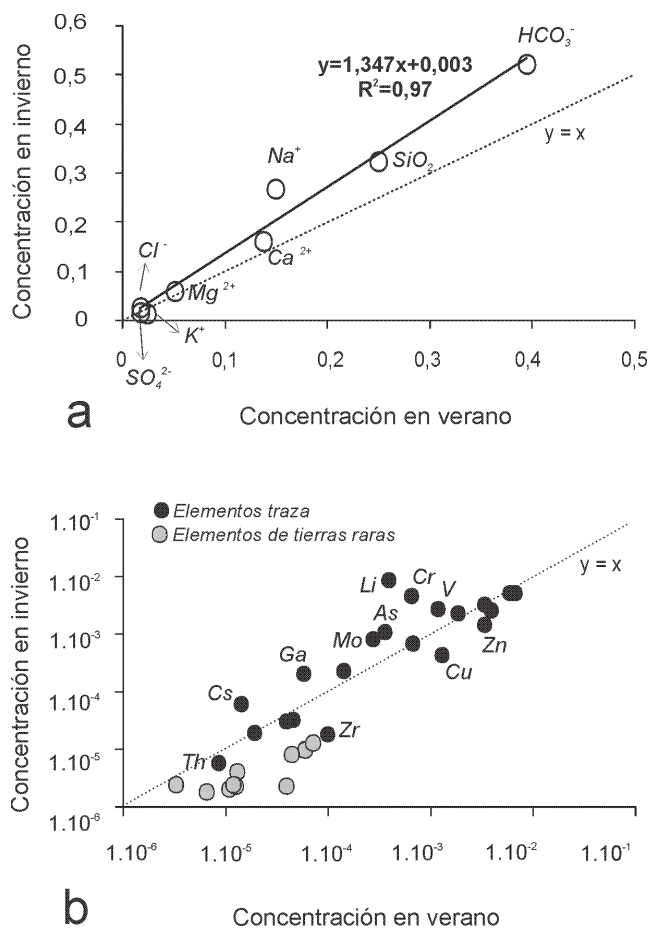 0,6
0,5
0,4
0,3
0,2
0,1
0
Concentración en invierno
HCO₃⁻
y=1,347x+0,003
R²=0,97
y = x
Na⁺
SiO₂
Cl⁻
Ca²⁺
Mg²⁺
K⁺
SO₄²⁻
0 0,1 0,2 0,3 0,4 0,5
a
Concentración en verano
Elementos traza
Elementos de tierras raras
1.10⁻¹
1.10⁻²
1.10⁻³
1.10⁻⁴
1.10⁻⁵
1.10⁻⁶
Concentración en invierno
y = x
Li Cr V
As
Mo Zn
Ga Cu
Cs
Zr
Th
1.10⁻⁶ 1.10⁻⁵ 1.10⁻⁴ 1.10⁻³ 1.10⁻² 1.10⁻¹
b
Concentración en verano